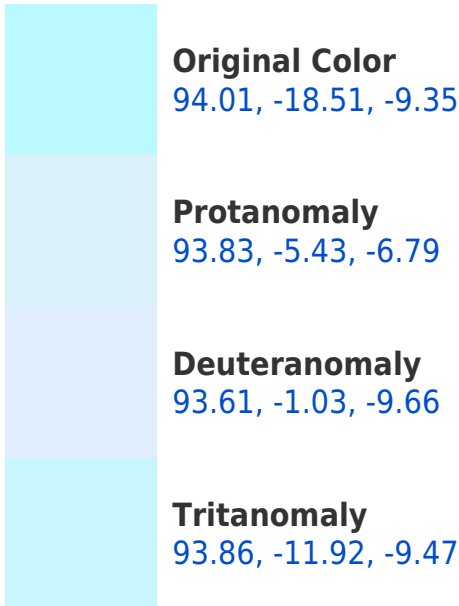 Original Color
94.01, -18.51, -9.35
Protanomaly
93.83, -5.43, -6.79
Deuteranomaly
93.61, -1.03, -9.66
Tritanomaly
93.86, -11.92, -9.47